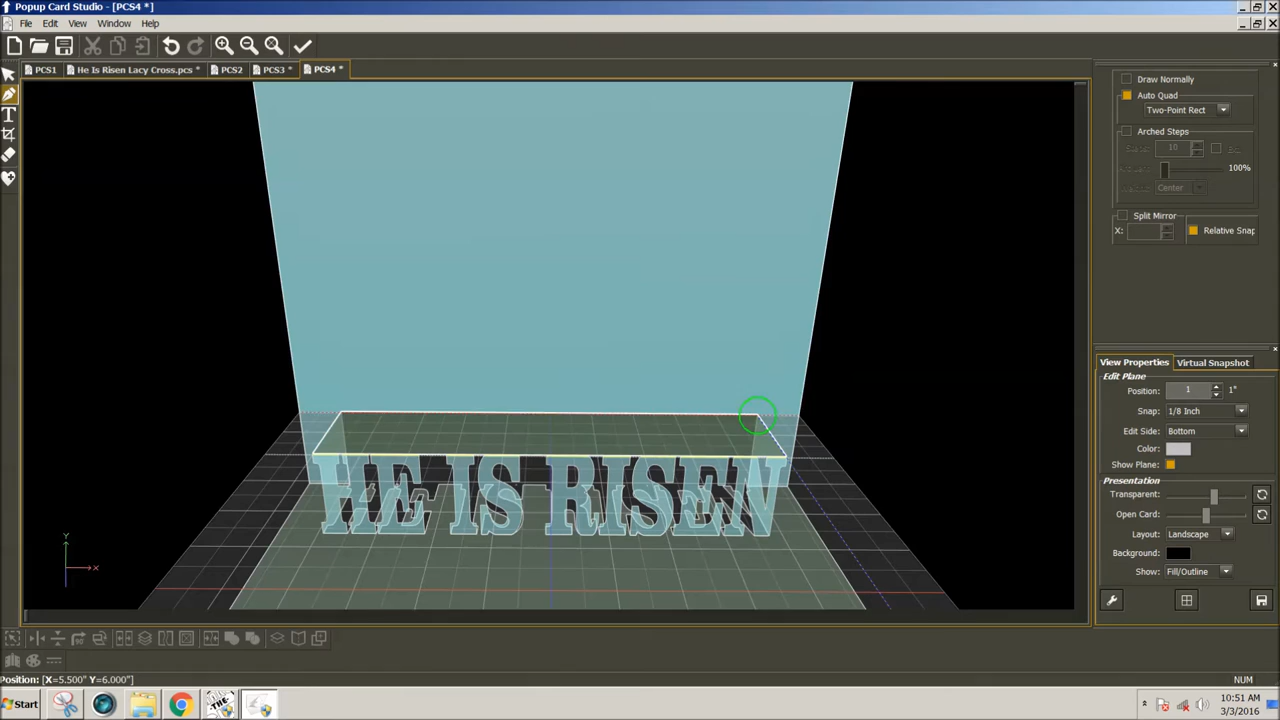 Popup Card Studio - [PCS4 *]
File Edit View Window Help
PCS1 He Is Risen Lacy Cross.pcs * PCS2 PCS3 * PCS4 *
Draw Normally
Auto Quad
Two-Point Rect
Arched Steps
10
100%
Center
Split Mirror
X: Relative Snap
View Properties Virtual Snapshot
Edit Plane
Position: 1 1°
Snap: 1/8 Inch
Edit Side: Bottom
Color:
Show Plane:
Presentation
Transparent:
Open Card:
Layout: Landscape
Background:
Show: Fill/Outline
HE IS RISEN
Y
X
Position: [X=5.500" Y=6.000"] NUM
Start
THE
10:51 AM
3/3/2016